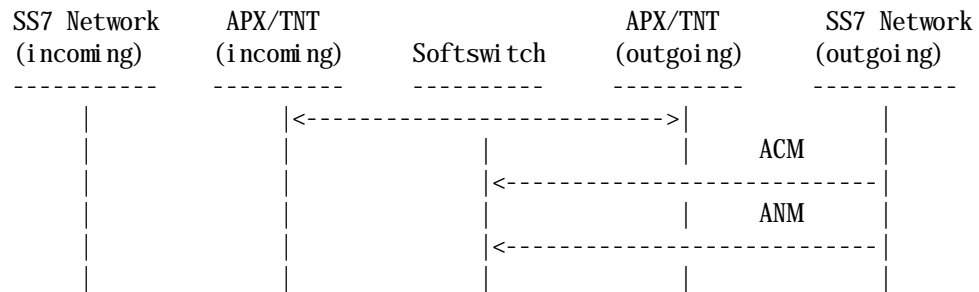 SS7 Network APX/TNT APX/TNT SS7 Network
(incoming) (incoming) Softswitch (outgoing) (outgoing)
----------- ---------- ---------- ---------- -----------
| |<--------------------------->| |
| | | | ACM |
| | |<----------------------------|
| | | | ANM |
| | |<----------------------------|
| | | | |